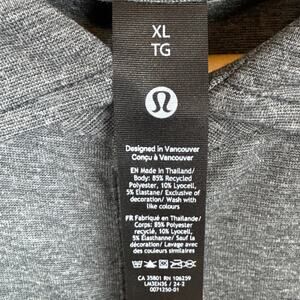 XL
TG
Designed in Vancouver
Conçu à Vancouver
EN Made in Thailand/
Body: 85% Recycled
Polyester, 10% Lyocell,
5% Elastane/ Exclusive of
decoration/ Wash with
like colours
FR Fabriqué en Thaïlande/
Corps: 85% Polyester
recyclé, 10% Lyocell,
5% Élasthanne/ Sauf la
décoration/ Lavage avec
des couleurs similaires
CA 35801 RN 106259
LM3EN3S / 24-2
0071250-01